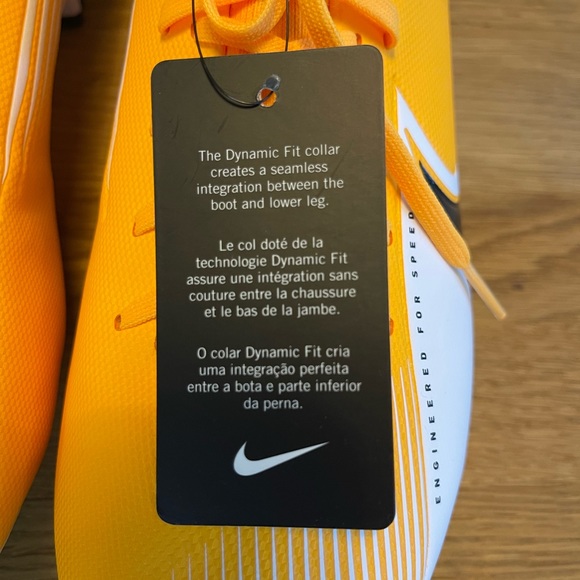 The Dynamic Fit collar
creates a seamless
integration between the
boot and lower leg.
Le col doté de la
technologie Dynamic Fit
assure une intégration sans
couture entre la chaussure
et le bas de la jambe.
O colar Dynamic Fit cria
uma integração perfeita
entre a bota e parte inferior
da perna.
ENGINEERED FOR SPEED